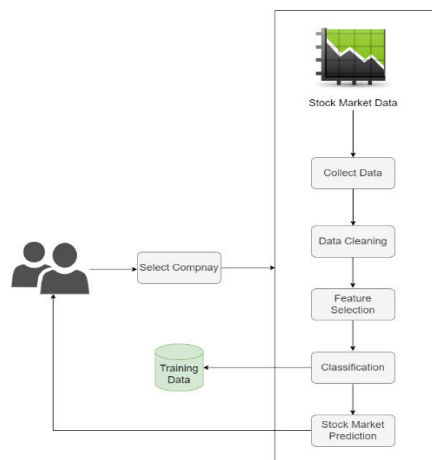 Stock Market Data
Collect Data
Data Cleaning
Select Compnay
Feature
Selection
Training
Data
Classification
Stock Market
Prediction